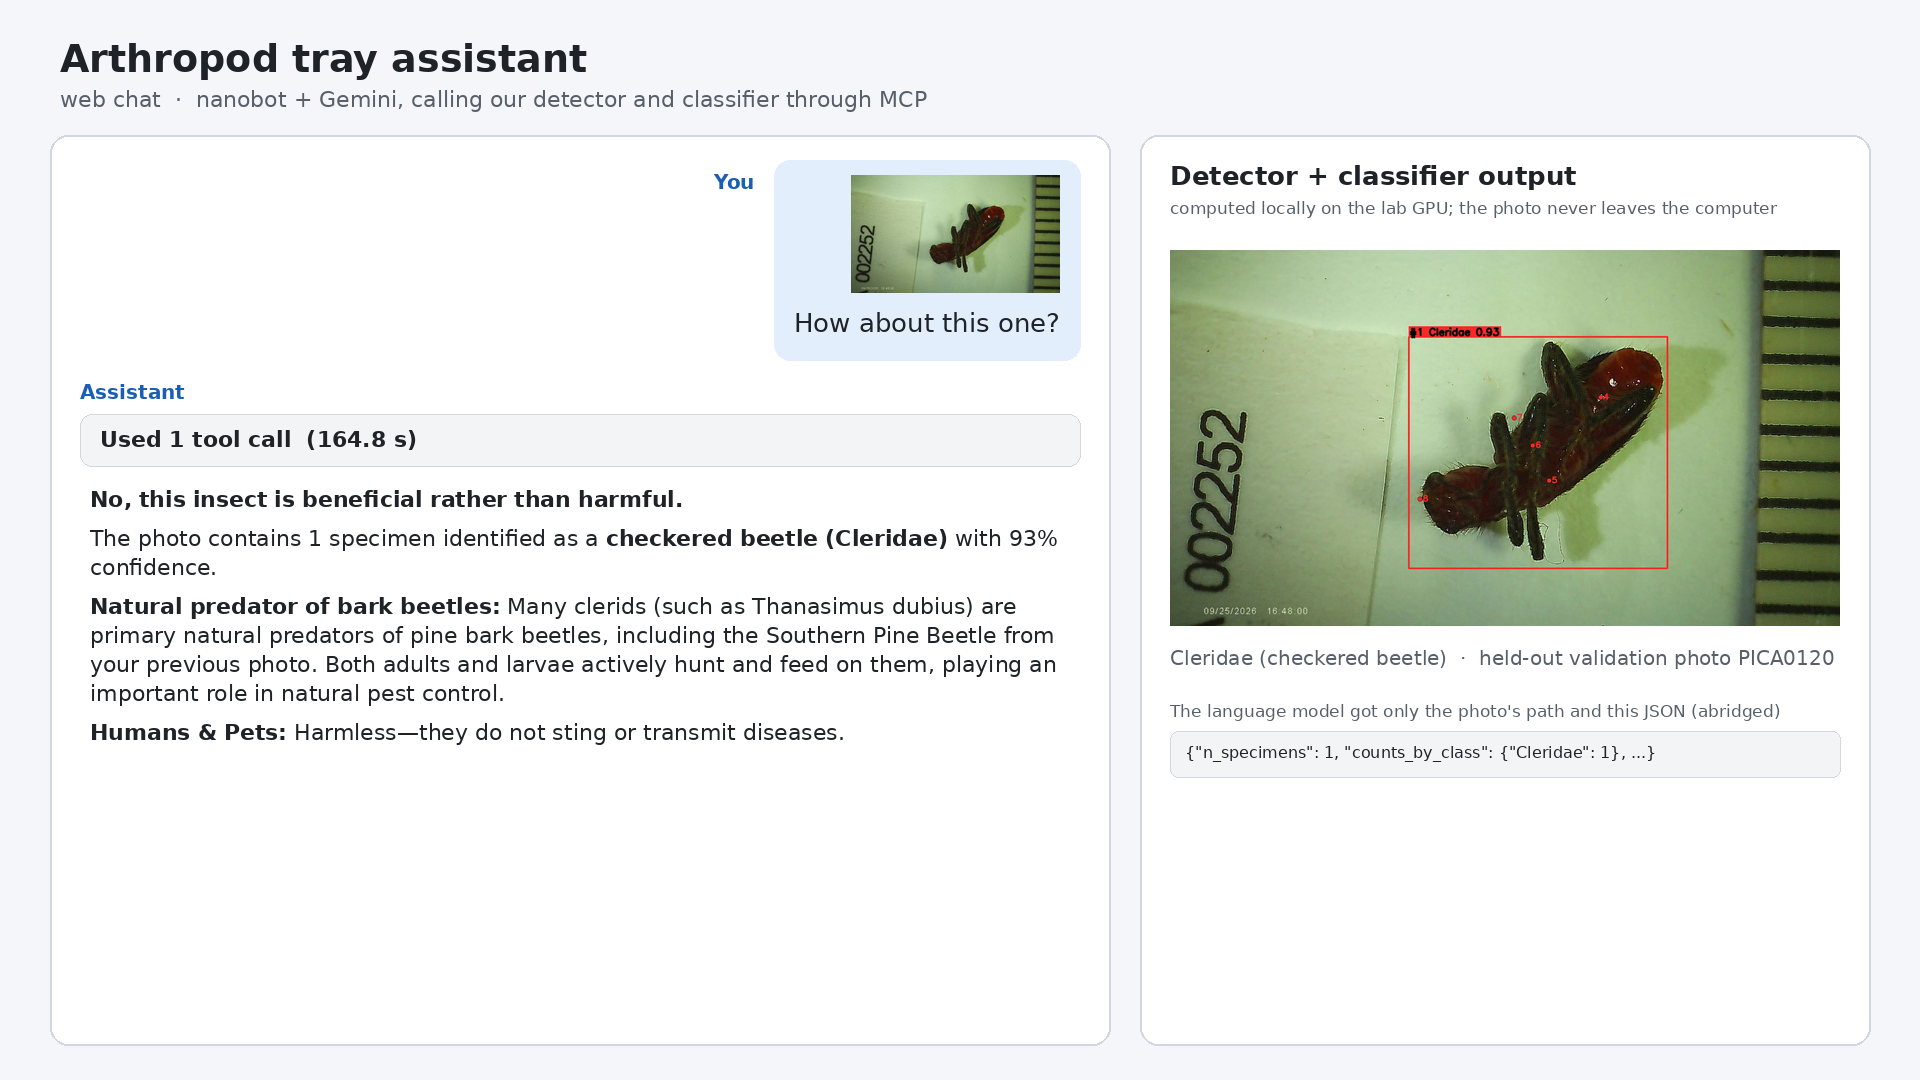 Arthropod tray assistant
web chat · nanobot + Gemini, calling our detector and classifier through MCP
You
002252
How about this one?
Assistant
Used 1 tool call (164.8 s)
No, this insect is beneficial rather than harmful.
The photo contains 1 specimen identified as a checkered beetle (Cleridae) with 93%
confidence.
Natural predator of bark beetles: Many clerids (such as Thanasimus dubius) are
primary natural predators of pine bark beetles, including the Southern Pine Beetle from
your previous photo. Both adults and larvae actively hunt and feed on them, playing an
important role in natural pest control.
Humans & Pets: Harmless—they do not sting or transmit diseases.
Detector + classifier output
computed locally on the lab GPU; the photo never leaves the computer
#1 Cleridae 0.93
4
7
6
5
002252
09/25/2026 16:48:00
Cleridae (checkered beetle) · held-out validation photo PICA0120
The language model got only the photo's path and this JSON (abridged)
{"n_specimens": 1, "counts_by_class": {"Cleridae": 1}, ...}